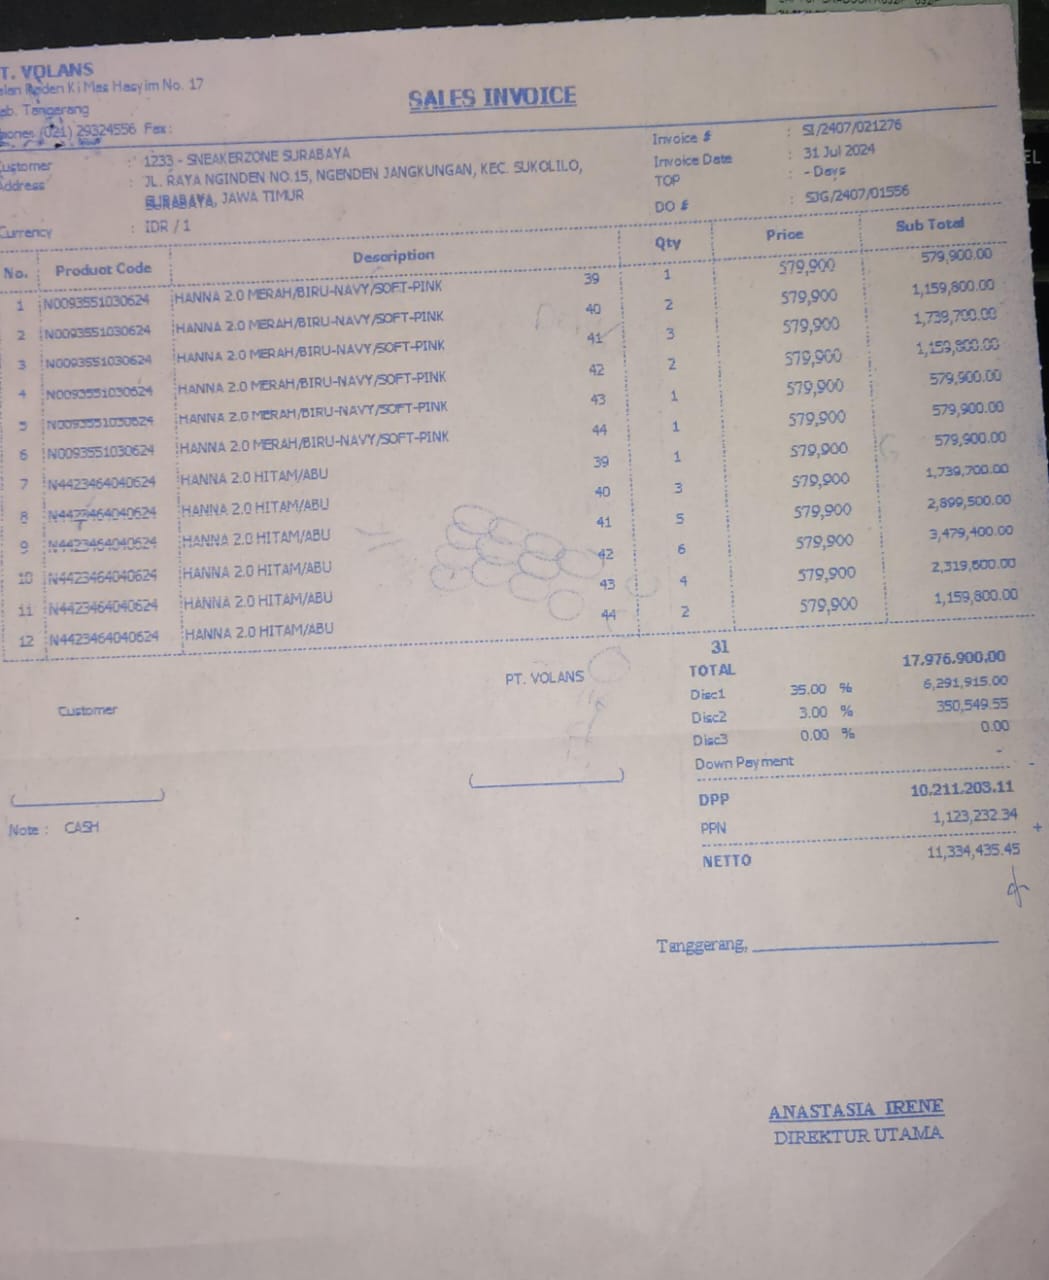 T. VOLANS
alan Raden Ki Mas Hasyim No. 17
ab. Tangerang
(021) 29324556 Fax :
SALES INVOICE
ustomer : 1233 - SNEAKERZONE SURABAYA
Address : JL. RAYA NGINDEN NO.15, NGENDEN JANGKUNGAN, KEC. SUKOLILO,
SURABAYA, JAWA TIMUR
Currency : IDR / 1
Invoice # : SI/2407/021276
Invoice Date : 31 Jul 2024
TOP : - Days
DO # : SJG/2407/01556
No. Product Code Description Qty Price Sub Total
1 N0093551030624 HANNA 2.0 MERAH/BIRU-NAVY/SOFT-PINK 39 1 579,900 579,900.00
2 N0093551030624 HANNA 2.0 MERAH/BIRU-NAVY/SOFT-PINK 40 2 579,900 1,159,800.00
3 N0093551030624 HANNA 2.0 MERAH/BIRU-NAVY/SOFT-PINK 41 3 579,900 1,739,700.00
4 N0093551030624 HANNA 2.0 MERAH/BIRU-NAVY/SOFT-PINK 42 2 579,900 1,159,800.00
5 N0093551030624 HANNA 2.0 MERAH/BIRU-NAVY/SOFT-PINK 43 1 579,900 579,900.00
6 N0093551030624 HANNA 2.0 MERAH/BIRU-NAVY/SOFT-PINK 44 1 579,900 579,900.00
7 N4423464040624 HANNA 2.0 HITAM/ABU 39 1 579,900 579,900.00
8 N4423464040624 HANNA 2.0 HITAM/ABU 40 3 579,900 1,739,700.00
9 N4423464040624 HANNA 2.0 HITAM/ABU 41 5 579,900 2,899,500.00
10 N4423464040624 HANNA 2.0 HITAM/ABU 42 6 579,900 3,479,400.00
11 N4423464040624 HANNA 2.0 HITAM/ABU 43 4 579,900 2,319,600.00
12 N4423464040624 HANNA 2.0 HITAM/ABU 44 2 579,900 1,159,800.00
31
TOTAL 17.976.900.00
Disc1 35.00 % 6,291,915.00
Disc2 3.00 % 350,549.55
Disc3 0.00 % 0.00
Down Payment -
DPP 10.211.203.11
PPN 1,123,232.34
NETTO 11,334,435.45
Customer
PT. VOLANS
Note : CASH
Tanggerang,
ANASTASIA IRENE
DIREKTUR UTAMA